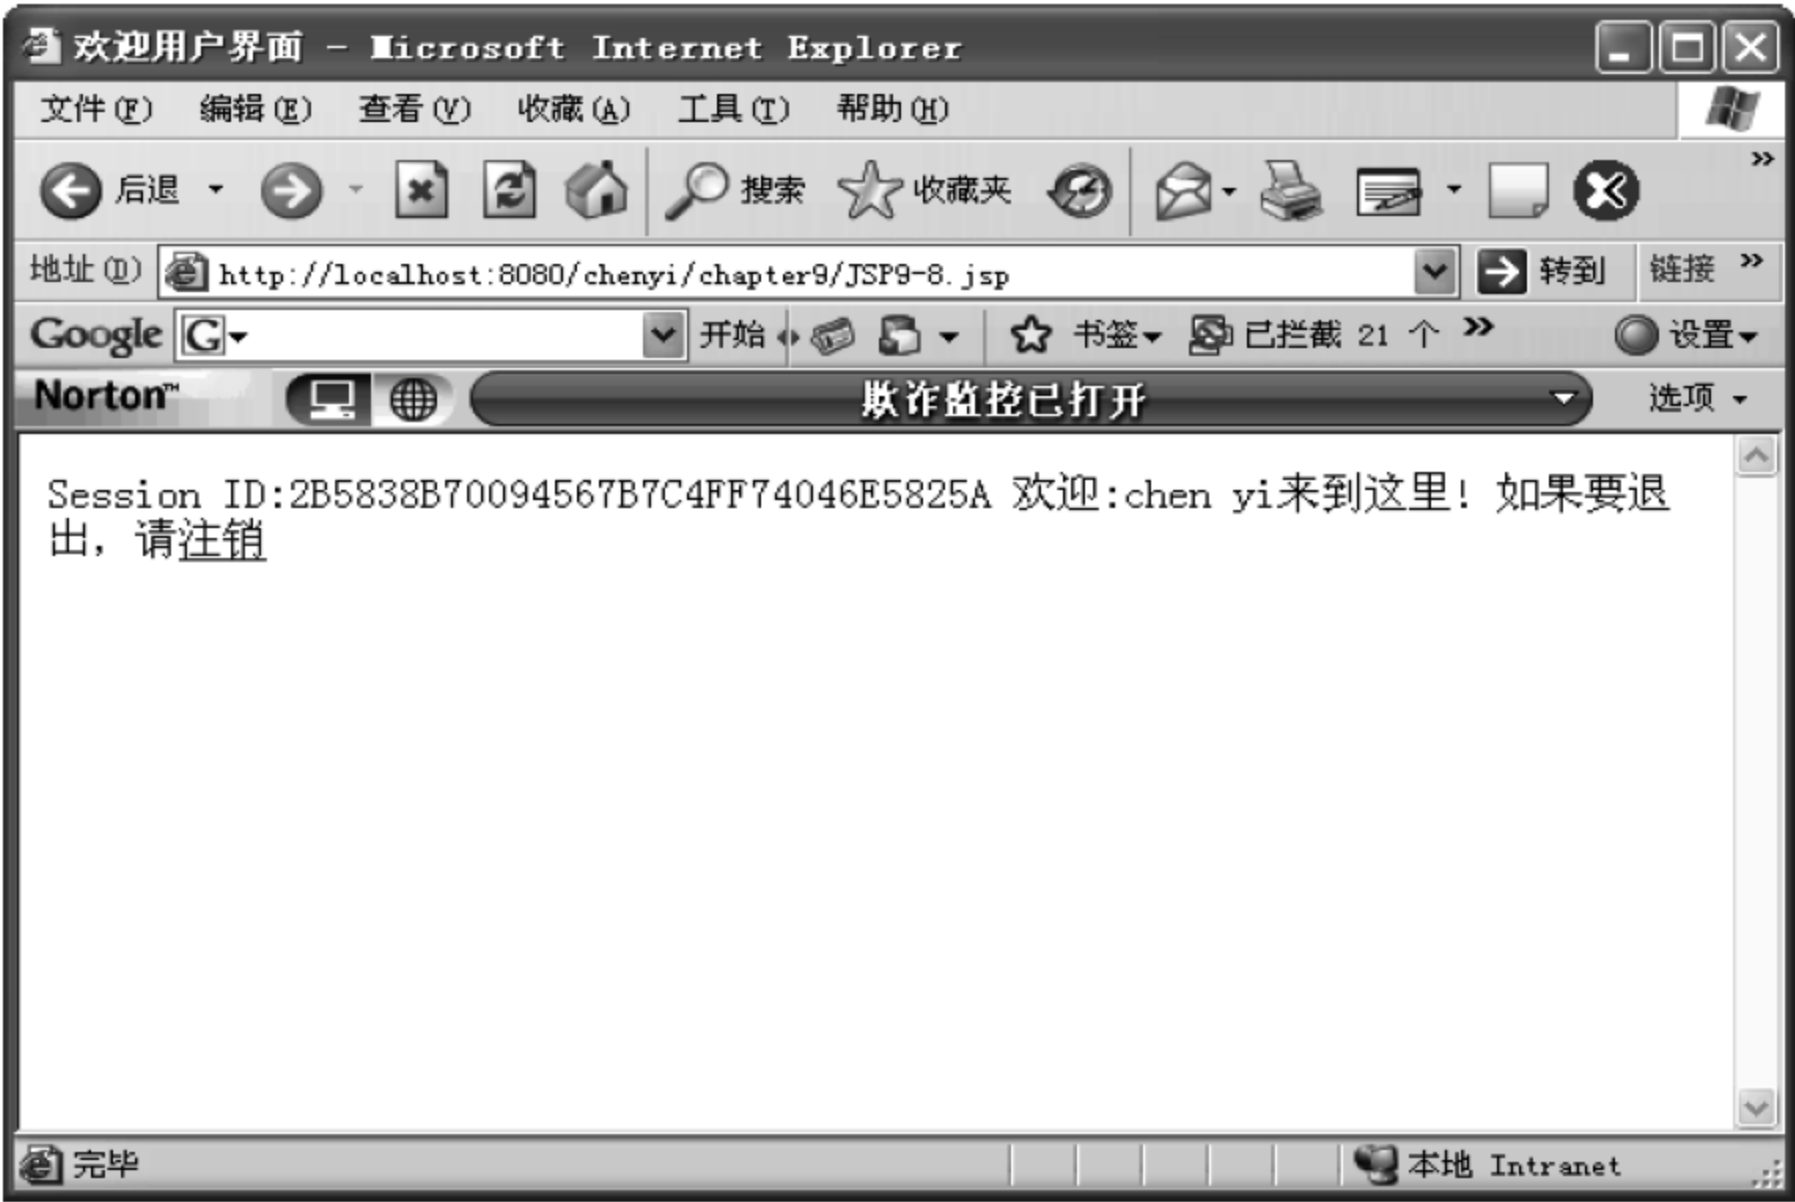 欢迎用户界面 - Microsoft Internet Explorer
文件(F) 编辑(E) 查看(V) 收藏(A) 工具(T) 帮助(H)
后退 搜索 收藏夹 »
地址(D) http://localhost:8080/chenyi/chapter9/JSP9-8.jsp 转到 链接 »
Google G 开始 书签 已拦截 21 个 » 设置
Norton™ 欺诈监控已打开 选项
Session ID:2B5838B70094567B7C4FF74046E5825A 欢迎:chen yi来到这里! 如果要退
出，请注销
完毕 本地 Intranet